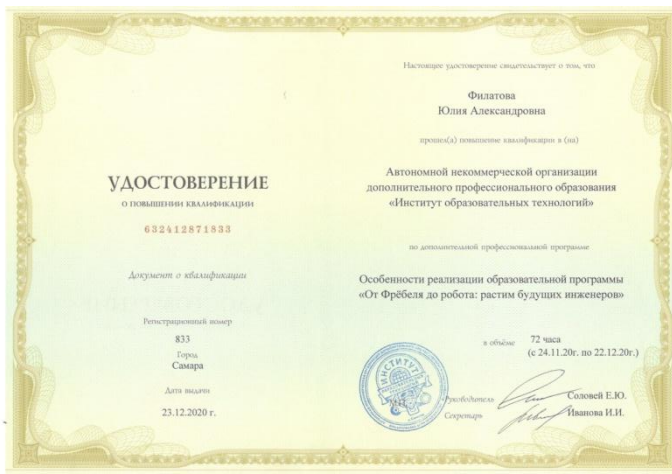 УДОСТОВЕРЕНИЕ
О ПОВЫШЕНИИ КВАЛИФИКАЦИИ
632412871833
Документ о квалификации
Регистрационный номер
833
Город
Самара
Дата выдачи
23.12.2020 г.
Настоящее удостоверение свидетельствует о том, что
Филатова
Юлия Александровна
прошел(а) повышение квалификации в (на)
Автономной некоммерческой организации
дополнительного профессионального образования
«Институт образовательных технологий»
по дополнительной профессиональной программе
Особенности реализации образовательной программы
«От Фрёбеля до робота: растим будущих инженеров»
в объёме 72 часа
(с 24.11.20г. по 22.12.20г.)
ИНСТИТУТ
М.П.
Руководитель Соловей Е.Ю.
Секретарь Иванова И.И.